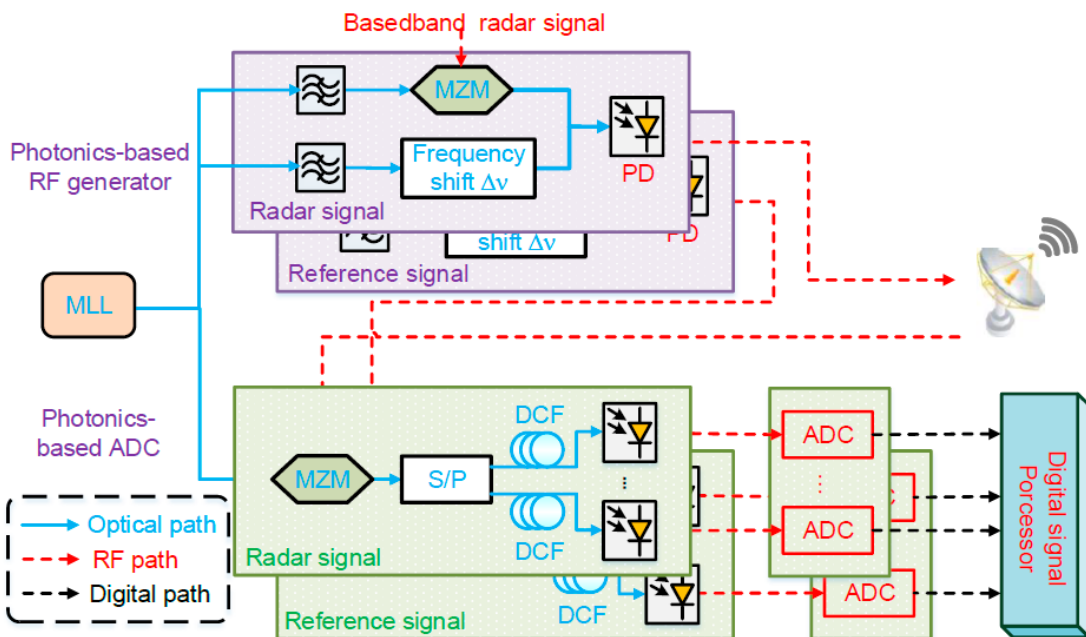 Basedband radar signal
MZM
Photonics-based
RF generator
Frequency
shift Δν
PD
Radar signal
shift Δν
PD
Reference signal
MLL
Photonics-
based ADC
DCF
MZM
S/P
...
DCF
Radar signal
DCF
Reference signal
ADC
...
C
ADC
ADC
Digital signal
Porcessor
Optical path
RF path
Digital path